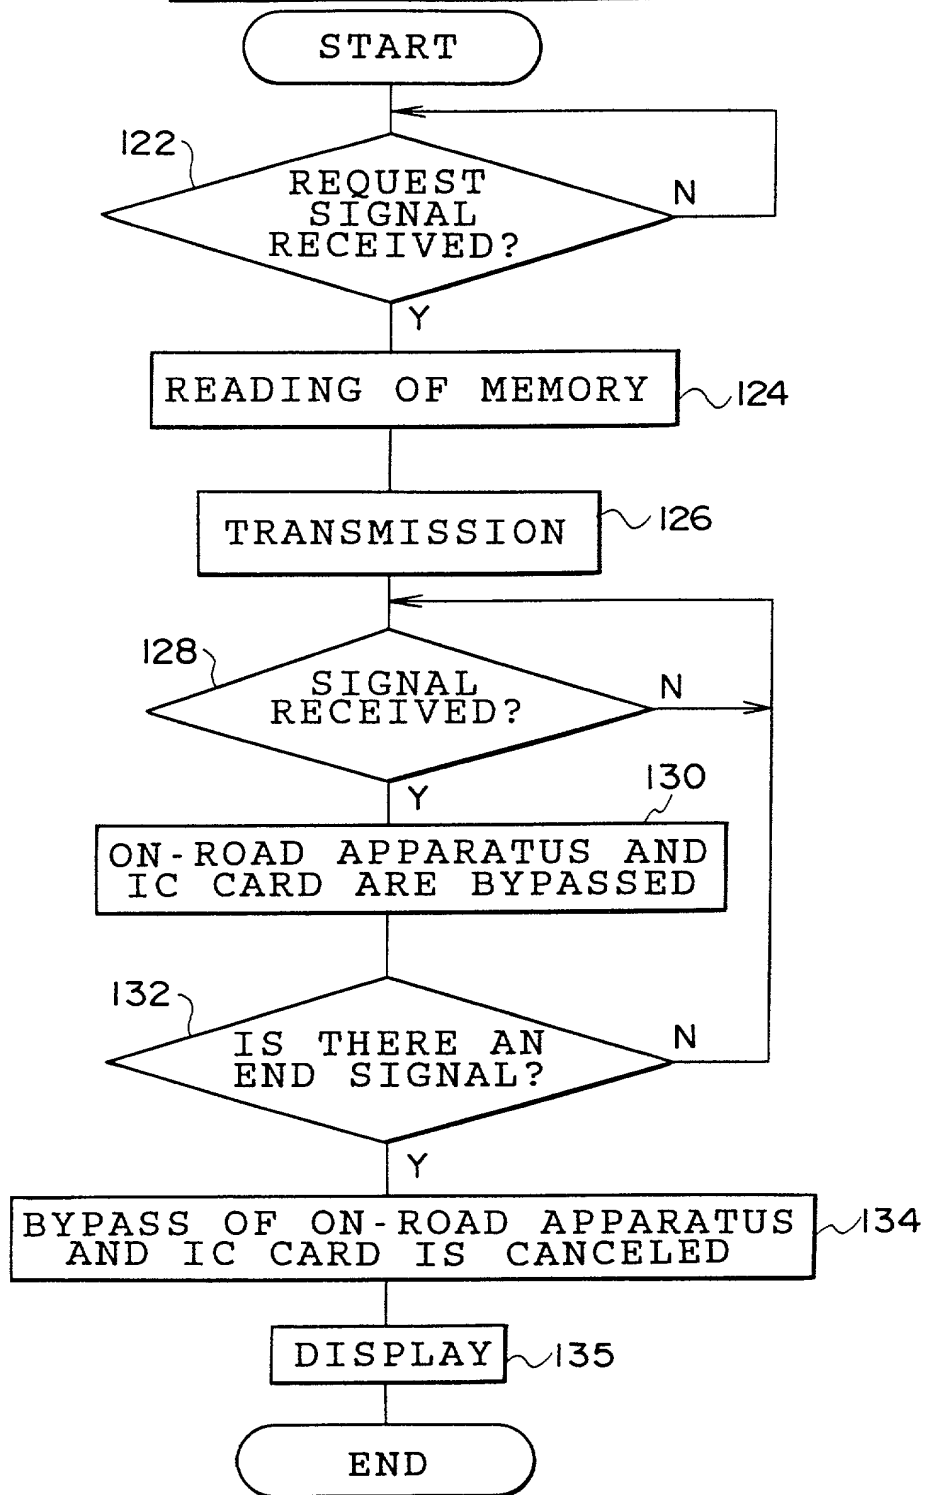 START
122
REQUEST
SIGNAL
RECEIVED?
N
Y
READING OF MEMORY
124
TRANSMISSION
126
128
SIGNAL
RECEIVED?
N
Y
130
ON-ROAD APPARATUS AND
IC CARD ARE BYPASSED
132
IS THERE AN
END SIGNAL?
N
Y
BYPASS OF ON-ROAD APPARATUS
AND IC CARD IS CANCELED
134
DISPLAY
135
END